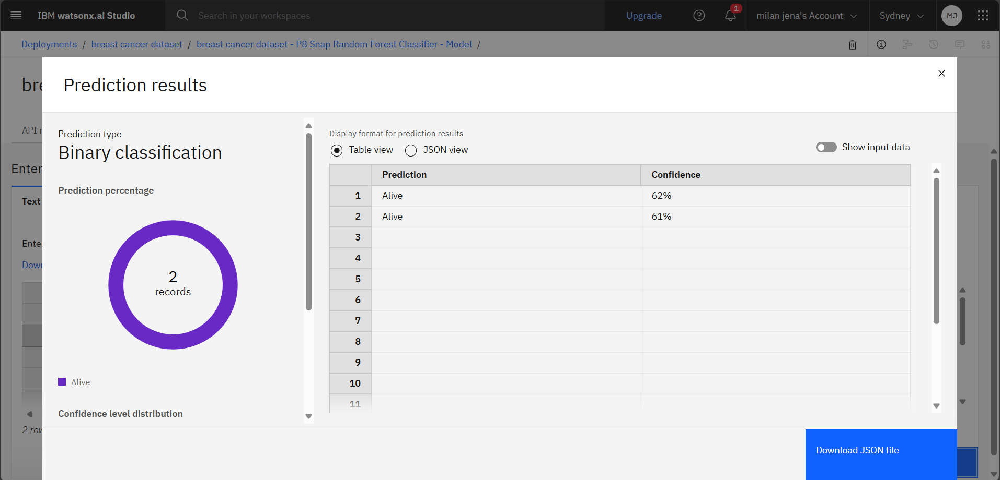 IBM watsonx.ai Studio
Search in your workspaces
Upgrade
1
milan jena's Account
Sydney
MJ
Deployments / breast cancer dataset / breast cancer dataset - P8 Snap Random Forest Classifier - Model /
bre
Prediction results
API r
Enter
Text
Enter
Down
2 row
Prediction type
Binary classification
Prediction percentage
2
records
Alive
Confidence level distribution
Display format for prediction results
Table view
JSON view
Show input data
Prediction Confidence
1 Alive 62%
2 Alive 61%
3
4
5
6
7
8
9
10
11
Download JSON file